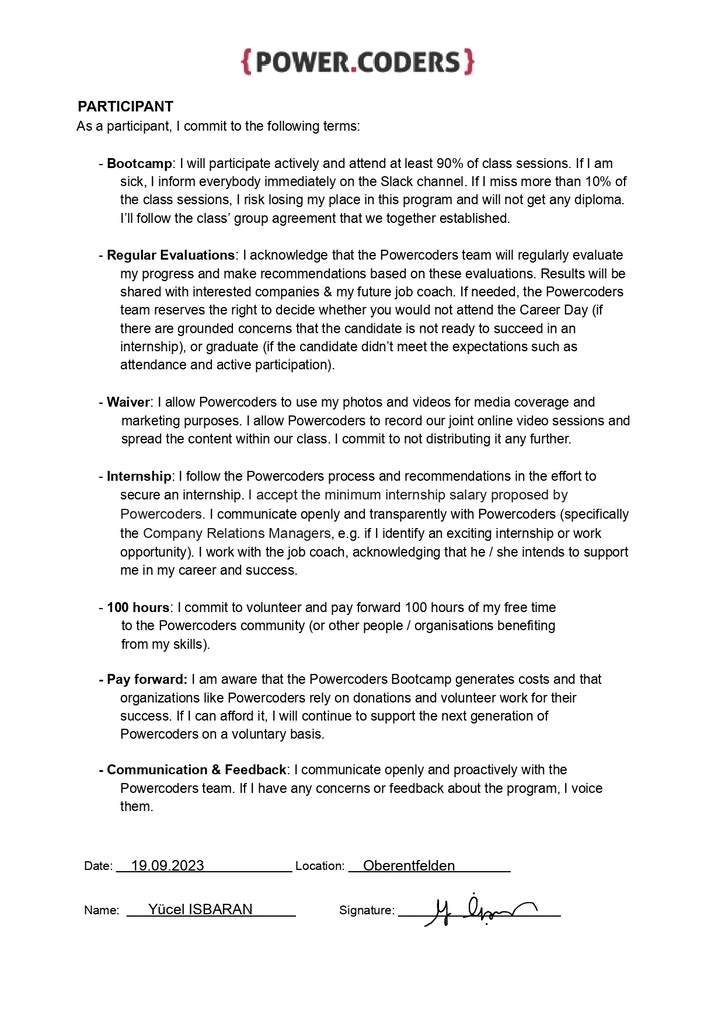 {POWER.CODERS}
PARTICIPANT
As a participant, I commit to the following terms:
- Bootcamp: I will participate actively and attend at least 90% of class sessions. If I am
sick, I inform everybody immediately on the Slack channel. If I miss more than 10% of
the class sessions, I risk losing my place in this program and will not get any diploma.
I'll follow the class' group agreement that we together established.
- Regular Evaluations: I acknowledge that the Powercoders team will regularly evaluate
my progress and make recommendations based on these evaluations. Results will be
shared with interested companies & my future job coach. If needed, the Powercoders
team reserves the right to decide whether you would not attend the Career Day (if
there are grounded concerns that the candidate is not ready to succeed in an
internship), or graduate (if the candidate didn't meet the expectations such as
attendance and active participation).
- Waiver: I allow Powercoders to use my photos and videos for media coverage and
marketing purposes. I allow Powercoders to record our joint online video sessions and
spread the content within our class. I commit to not distributing it any further.
- Internship: I follow the Powercoders process and recommendations in the effort to
secure an internship. I accept the minimum internship salary proposed by
Powercoders. I communicate openly and transparently with Powercoders (specifically
the Company Relations Managers, e.g. if I identify an exciting internship or work
opportunity). I work with the job coach, acknowledging that he / she intends to support
me in my career and success.
- 100 hours: I commit to volunteer and pay forward 100 hours of my free time
to the Powercoders community (or other people / organisations benefiting
from my skills).
- Pay forward: I am aware that the Powercoders Bootcamp generates costs and that
organizations like Powercoders rely on donations and volunteer work for their
success. If I can afford it, I will continue to support the next generation of
Powercoders on a voluntary basis.
- Communication & Feedback: I communicate openly and proactively with the
Powercoders team. If I have any concerns or feedback about the program, I voice
them.
Date: 19.09.2023 Location: Oberentfelden
Name: Yücel ISBARAN Signature: